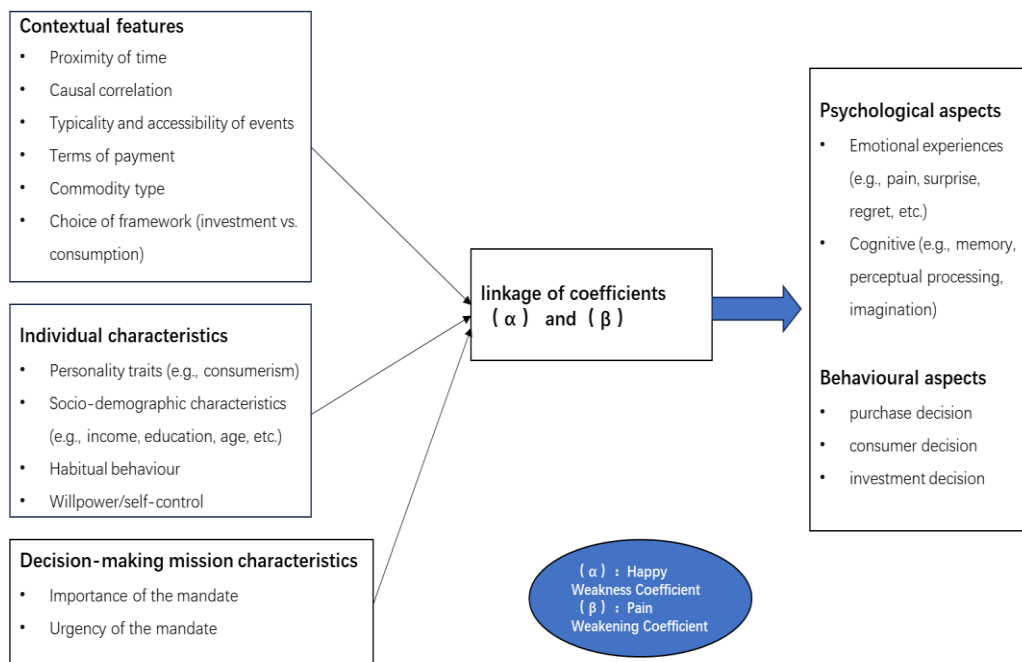 Contextual features
• Proximity of time
• Causal correlation
• Typicality and accessibility of events
• Terms of payment
• Commodity type
• Choice of framework (investment vs.
consumption)
Individual characteristics
• Personality traits (e.g., consumerism)
• Socio-demographic characteristics
(e.g., income, education, age, etc.)
• Habitual behaviour
• Willpower/self-control
Decision-making mission characteristics
• Importance of the mandate
• Urgency of the mandate
linkage of coefficients
(α) and (β)
(α) : Happy
Weakness Coefficient
(β) : Pain
Weakening Coefficient
Psychological aspects
• Emotional experiences
(e.g., pain, surprise,
regret, etc.)
• Cognitive (e.g., memory,
perceptual processing,
imagination)
Behavioural aspects
• purchase decision
• consumer decision
• investment decision